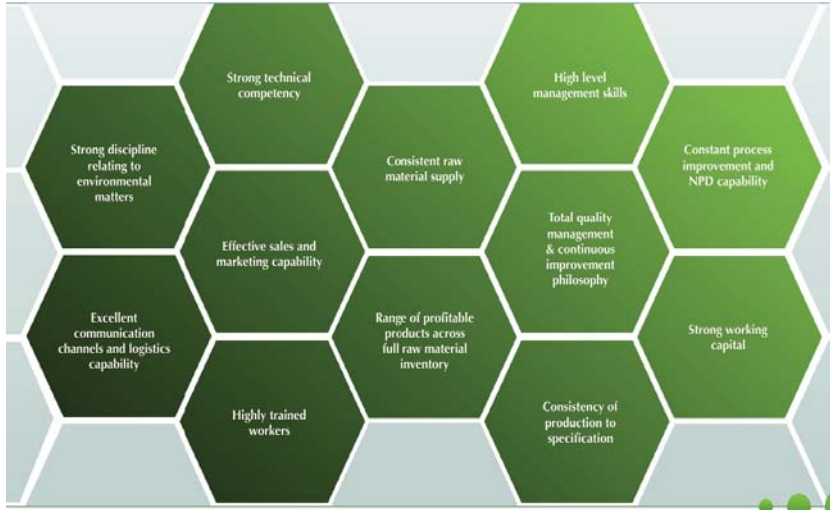 Strong discipline
relating to
environmental
matters
Excellent
communication
channels and logistics
capability
Strong technical
competency
Effective sales and
marketing capability
Highly trained
workers
Consistent raw
material supply
Range of profitable
products across
full raw material
inventory
High level
management skills
Total quality
management
& continuous
improvement
philosophy
Consistency of
production to
specification
Constant process
improvement and
NPD capability
Strong working
capital